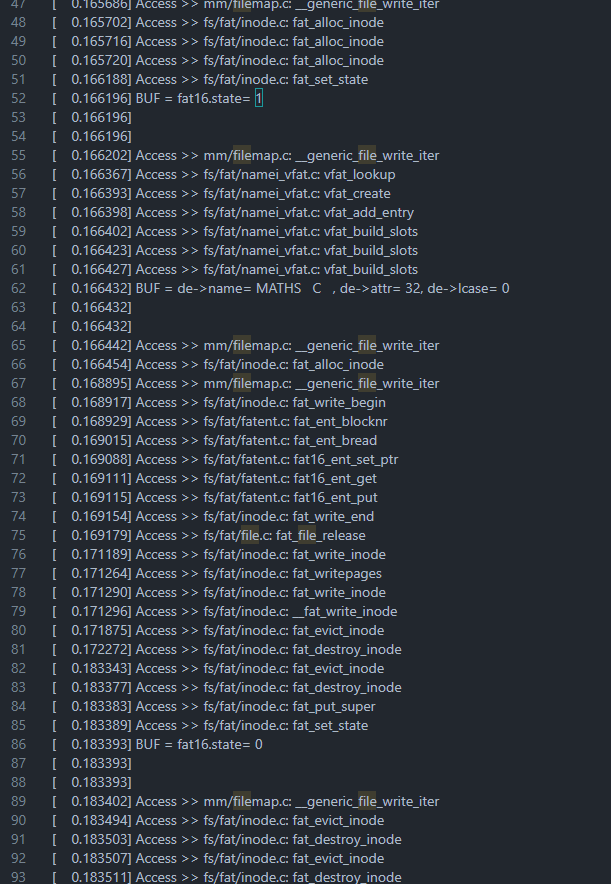 47 [ 0.165686] Access >> mm/filemap.c: __generic_file_write_iter
48 [ 0.165702] Access >> fs/fat/inode.c: fat_alloc_inode
49 [ 0.165716] Access >> fs/fat/inode.c: fat_alloc_inode
50 [ 0.165720] Access >> fs/fat/inode.c: fat_alloc_inode
51 [ 0.166188] Access >> fs/fat/inode.c: fat_set_state
52 [ 0.166196] BUF = fat16.state= 1
53 [ 0.166196]
54 [ 0.166196]
55 [ 0.166202] Access >> mm/filemap.c: __generic_file_write_iter
56 [ 0.166367] Access >> fs/fat/namei_vfat.c: vfat_lookup
57 [ 0.166393] Access >> fs/fat/namei_vfat.c: vfat_create
58 [ 0.166398] Access >> fs/fat/namei_vfat.c: vfat_add_entry
59 [ 0.166402] Access >> fs/fat/namei_vfat.c: vfat_build_slots
60 [ 0.166423] Access >> fs/fat/namei_vfat.c: vfat_build_slots
61 [ 0.166427] Access >> fs/fat/namei_vfat.c: vfat_build_slots
62 [ 0.166432] BUF = de->name= MATHS   C   , de->attr= 32, de->lcase= 0
63 [ 0.166432]
64 [ 0.166432]
65 [ 0.166442] Access >> mm/filemap.c: __generic_file_write_iter
66 [ 0.166454] Access >> fs/fat/inode.c: fat_alloc_inode
67 [ 0.168895] Access >> mm/filemap.c: __generic_file_write_iter
68 [ 0.168917] Access >> fs/fat/inode.c: fat_write_begin
69 [ 0.168929] Access >> fs/fat/fatent.c: fat_ent_blocknr
70 [ 0.169015] Access >> fs/fat/fatent.c: fat_ent_bread
71 [ 0.169088] Access >> fs/fat/fatent.c: fat16_ent_set_ptr
72 [ 0.169111] Access >> fs/fat/fatent.c: fat16_ent_get
73 [ 0.169115] Access >> fs/fat/fatent.c: fat16_ent_put
74 [ 0.169154] Access >> fs/fat/inode.c: fat_write_end
75 [ 0.169179] Access >> fs/fat/file.c: fat_file_release
76 [ 0.171189] Access >> fs/fat/inode.c: fat_write_inode
77 [ 0.171264] Access >> fs/fat/inode.c: fat_writepages
78 [ 0.171290] Access >> fs/fat/inode.c: fat_write_inode
79 [ 0.171296] Access >> fs/fat/inode.c: __fat_write_inode
80 [ 0.171875] Access >> fs/fat/inode.c: fat_evict_inode
81 [ 0.172272] Access >> fs/fat/inode.c: fat_destroy_inode
82 [ 0.183343] Access >> fs/fat/inode.c: fat_evict_inode
83 [ 0.183377] Access >> fs/fat/inode.c: fat_destroy_inode
84 [ 0.183383] Access >> fs/fat/inode.c: fat_put_super
85 [ 0.183389] Access >> fs/fat/inode.c: fat_set_state
86 [ 0.183393] BUF = fat16.state= 0
87 [ 0.183393]
88 [ 0.183393]
89 [ 0.183402] Access >> mm/filemap.c: __generic_file_write_iter
90 [ 0.183494] Access >> fs/fat/inode.c: fat_evict_inode
91 [ 0.183503] Access >> fs/fat/inode.c: fat_destroy_inode
92 [ 0.183507] Access >> fs/fat/inode.c: fat_evict_inode
93 [ 0.183511] Access >> fs/fat/inode.c: fat_destroy_inode